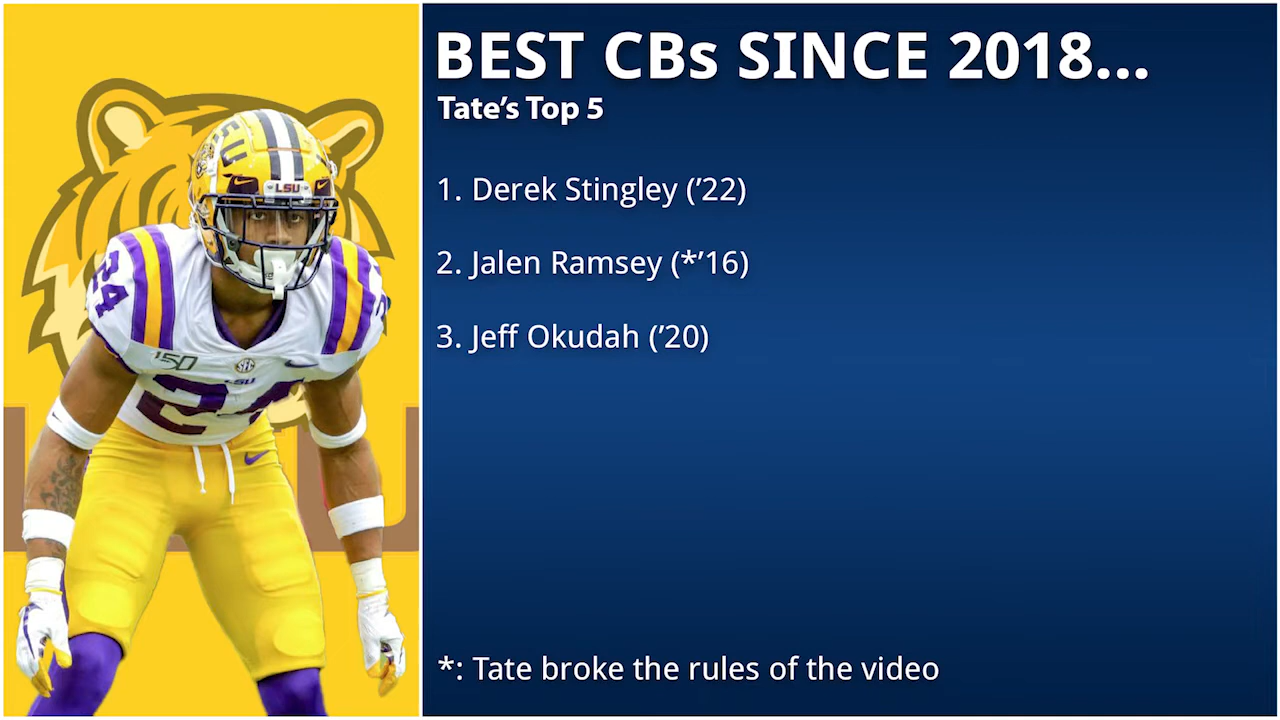 BEST CBs SINCE 2018...
Tate's Top 5
1. Derek Stingley ('22)
2. Jalen Ramsey (*'16)
3. Jeff Okudah ('20)
*: Tate broke the rules of the video
LSU
LSU
24
'150
SEC
LSU
24